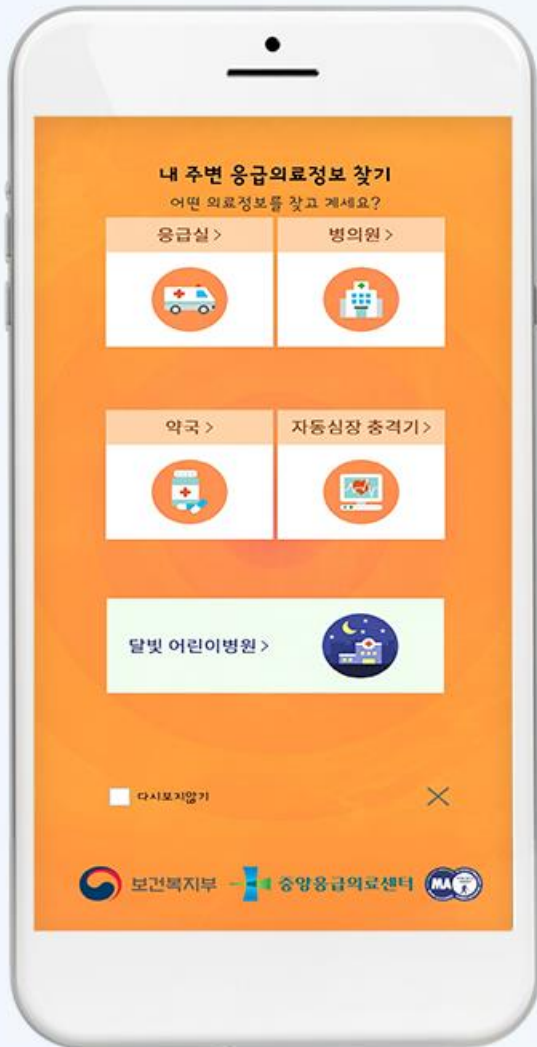 내 주변 응급의료정보 찾기
어떤 의료정보를 찾고 계세요?
응급실 >
병의원 >
약국 >
자동심장 충격기 >
달빛 어린이병원 >
다시보지않기
보건복지부
중앙응급의료센터
MA